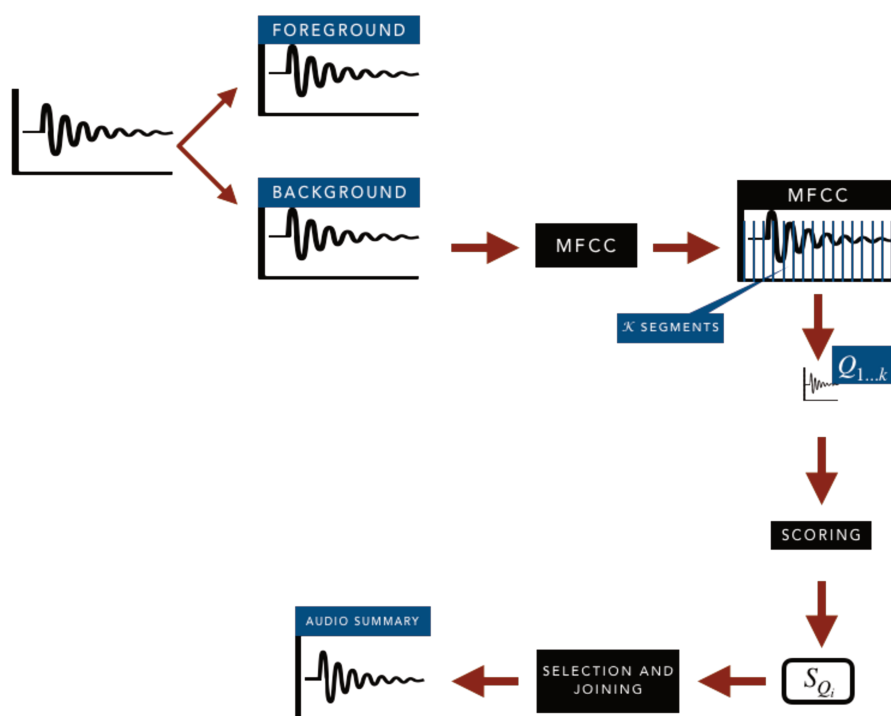 FOREGROUND
BACKGROUND
MFCC
MFCC
𝒦 SEGMENTS
Q1...k
SCORING
SQi
SELECTION AND
JOINING
AUDIO SUMMARY